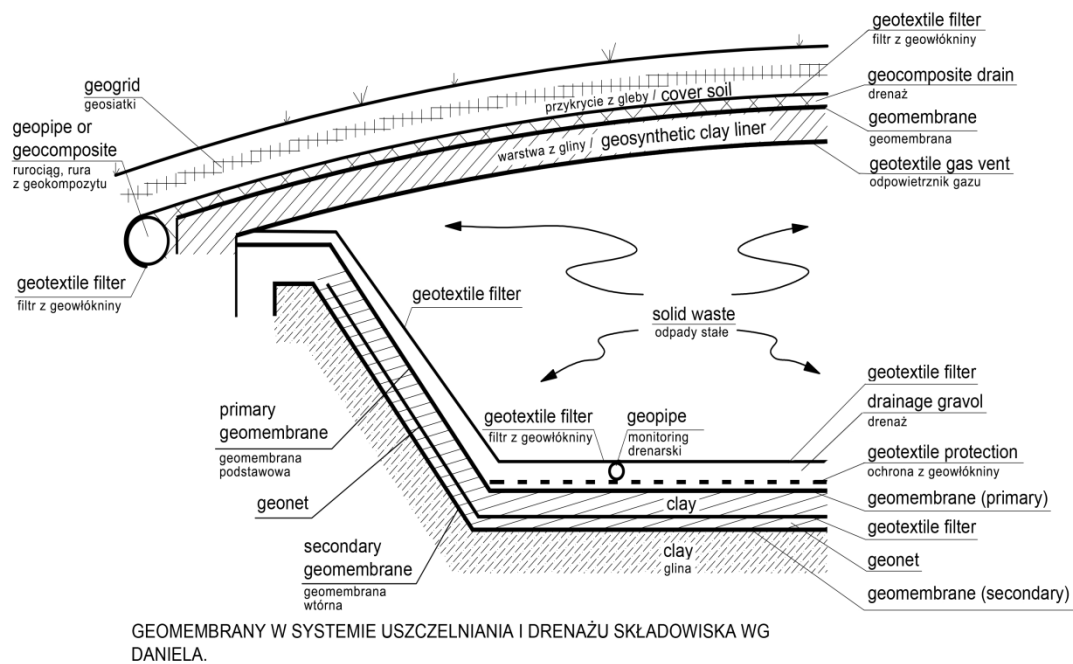 geotextile filter
filtr z geowłókniny
geocomposite drain
drenaż
geomembrane
geomembrana
geotextile gas vent
odpowietrznik gazu
geogrid
geosiatki
geopipe or
geocomposite
rurociąg, rura
z geokompozytu
przykrycie z gleby / cover soil
warstwa z gliny / geosynthetic clay liner
geotextile filter
filtr z geowłókniny
geotextile filter
solid waste
odpady stałe
primary
geomembrane
geomembrana
podstawowa
geonet
secondary
geomembrane
geomembrana
wtórna
geotextile filter
filtr z geowłókniny
geopipe
monitoring
drenarski
geotextile filter
drainage gravol
drenaż
geotextile protection
ochrona z geowłókniny
geomembrane (primary)
geotextile filter
geonet
geomembrane (secondary)
clay
clay
glina
GEOMEMBRANY W SYSTEMIE USZCZELNIANIA I DRENAŻU SKŁADOWISKA WG
DANIELA.